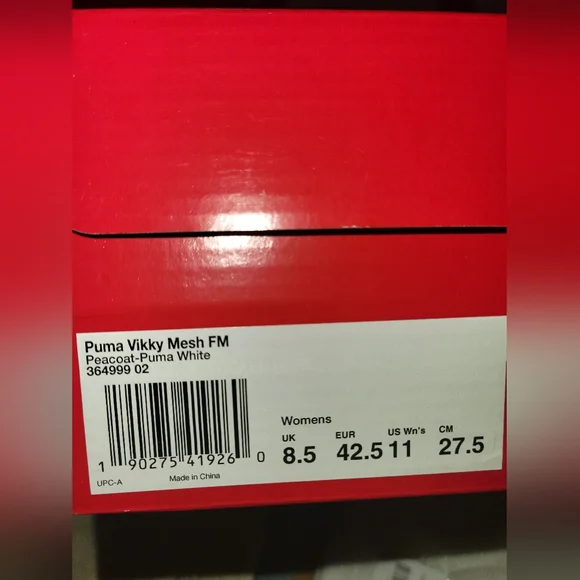 Puma Vikky Mesh FM
Peacoat-Puma White
364999 02
1 90275 41926 0
UPC-A
Made in China
Womens
UK EUR US Wn's CM
8.5 42.5 11 27.5